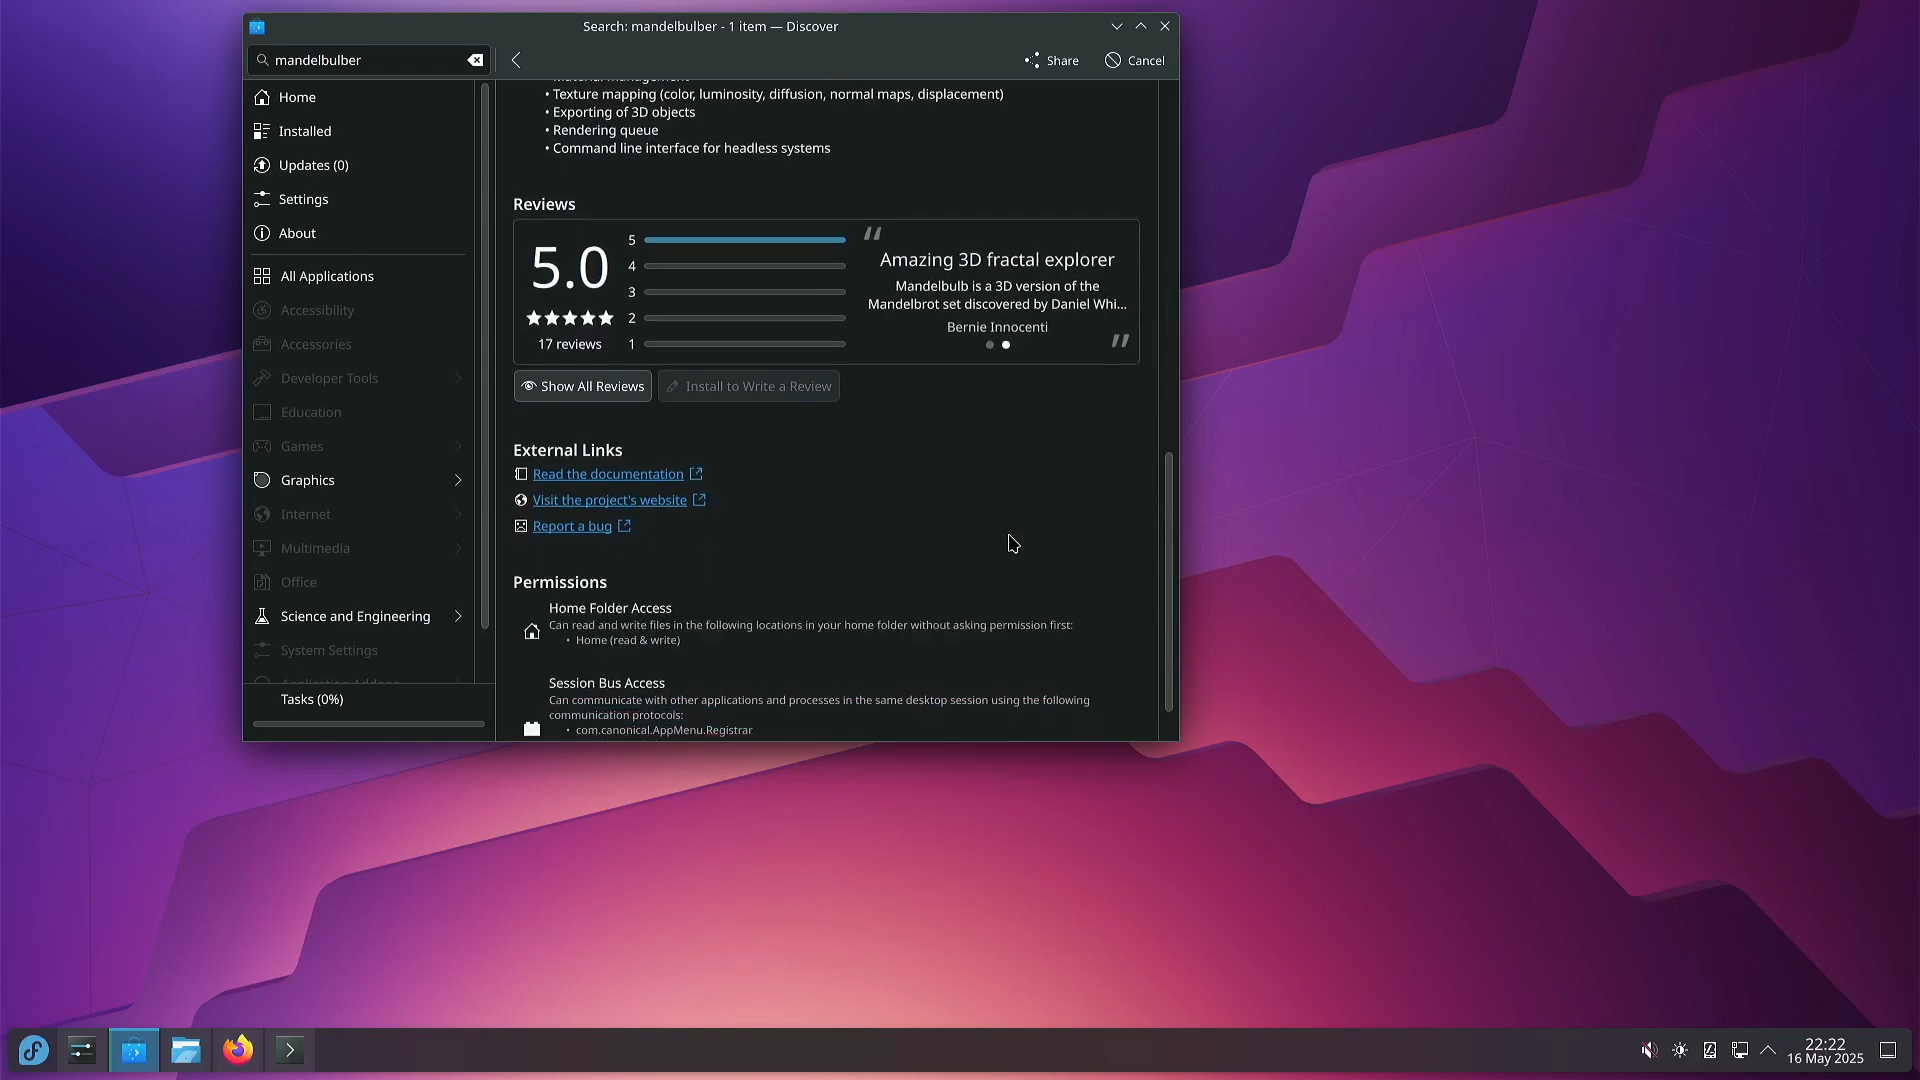 Search: mandelbulber - 1 item — Discover
mandelbulber
Share
Cancel
Home
Installed
Updates (0)
Settings
About
All Applications
Accessibility
Accessories
Developer Tools
Education
Games
Graphics
Internet
Multimedia
Office
Science and Engineering
System Settings
Application Addons
Tasks (0%)
• Material management
• Texture mapping (color, luminosity, diffusion, normal maps, displacement)
• Exporting of 3D objects
• Rendering queue
• Command line interface for headless systems
Reviews
5.0
17 reviews
5
4
3
2
1
“
Amazing 3D fractal explorer
Mandelbulb is a 3D version of the
Mandelbrot set discovered by Daniel Whi...
Bernie Innocenti
”
Show All Reviews
Install to Write a Review
External Links
Read the documentation
Visit the project's website
Report a bug
Permissions
Home Folder Access
Can read and write files in the following locations in your home folder without asking permission first:
• Home (read & write)
Session Bus Access
Can communicate with other applications and processes in the same desktop session using the following
communication protocols:
• com.canonical.AppMenu.Registrar
22:22
16 May 2025